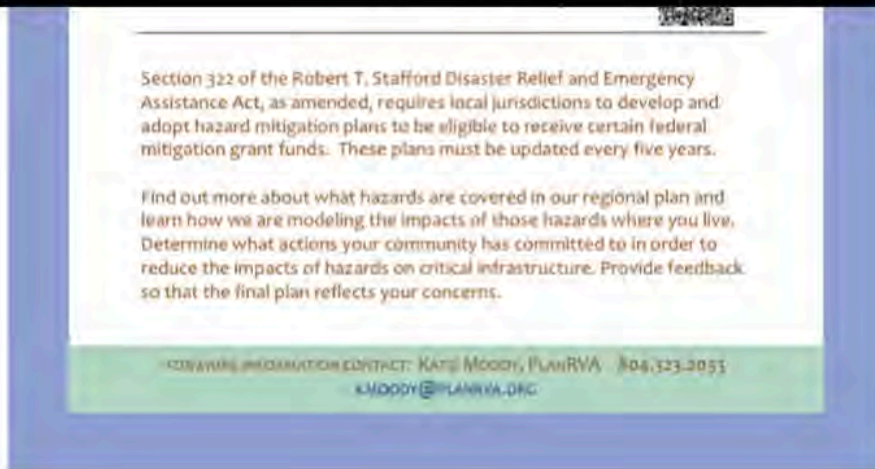 Section 322 of the Robert T. Stafford Disaster Relief and Emergency
Assistance Act, as amended, requires local jurisdictions to develop and
adopt hazard mitigation plans to be eligible to receive certain federal
mitigation grant funds. These plans must be updated every five years.
Find out more about what hazards are covered in our regional plan and
learn how we are modeling the impacts of those hazards where you live.
Determine what actions your community has committed to in order to
reduce the impacts of hazards on critical infrastructure. Provide feedback
so that the final plan reflects your concerns.
INFORMATION CONTACT: KATIE MOODY, PLANRVA 804.323.2033
KMOODY@PLANRVA.ORG